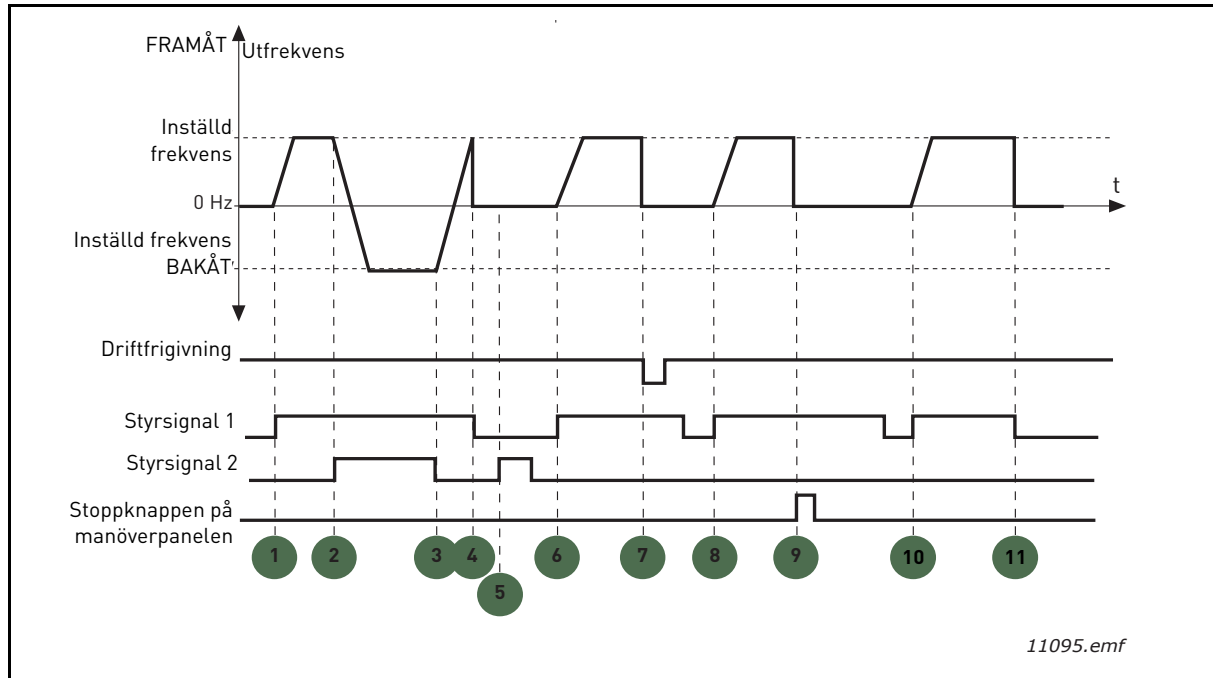 FRAMÅT
Utfrekvens
Inställd
frekvens
t
0 Hz
Inställd frekvens
BAKÅT
Driftfrigivning
Styrsignal 1
Styrsignal 2
Stoppknappen på
manöverpanelen
1 2 3 4 6 7 8 9 10 11
5
11095.emf